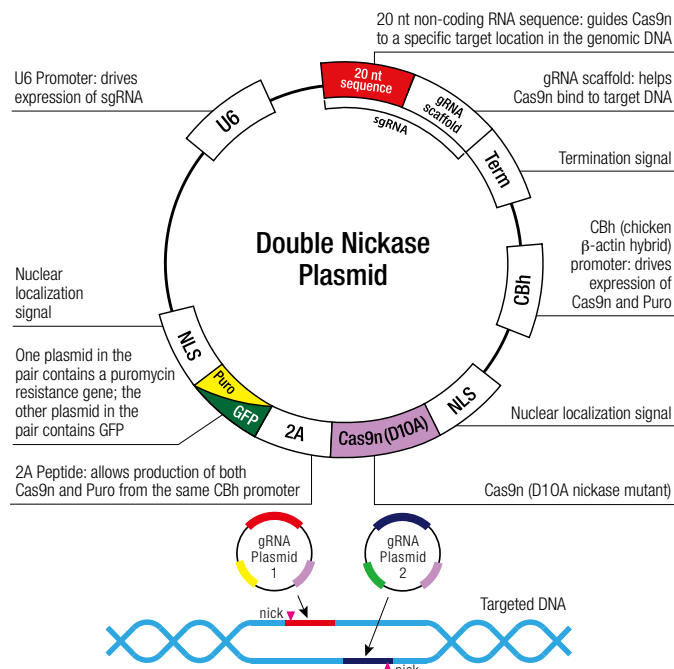 20 nt non-coding RNA sequence: guides Cas9n
to a specific target location in the genomic DNA
U6 Promoter: drives
expression of sgRNA
gRNA scaffold: helps
Cas9n bind to target DNA
20 nt
sequence
gRNA
scaffold
sgRNA
U6
Term
Termination signal
Double Nickase
Plasmid
CBh (chicken
β-actin hybrid)
promoter: drives
expression of
Cas9n and Puro
CBh
Nuclear
localization
signal
NLS
One plasmid in the
pair contains a puromycin
resistance gene; the
other plasmid in the
pair contains GFP
Puro
GFP
2A
Cas9n (D10A)
NLS
Nuclear localization signal
2A Peptide: allows production of both
Cas9n and Puro from the same CBh promoter
Cas9n (D10A nickase mutant)
gRNA
Plasmid
1
gRNA
Plasmid
2
nick
Targeted DNA
nick